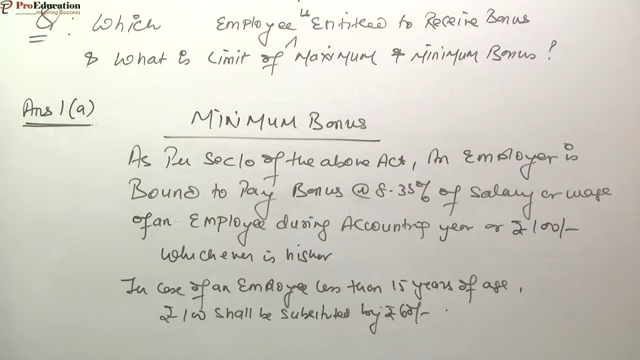 ProEducation
Q: Which Employee is Entitled to Receive Bonus
& What is Limit of Maximum & Minimum Bonus?
Ans 1(a)
Minimum Bonus
As Per Sec 10 of the above Act, An Employer is
Bound to Pay Bonus @ 8.33% of Salary or wage
of an Employee during Accounting year or ₹100/-
whichever is higher
In case of an Employee less than 15 years of age,
₹100 shall be substituted by ₹60/- .